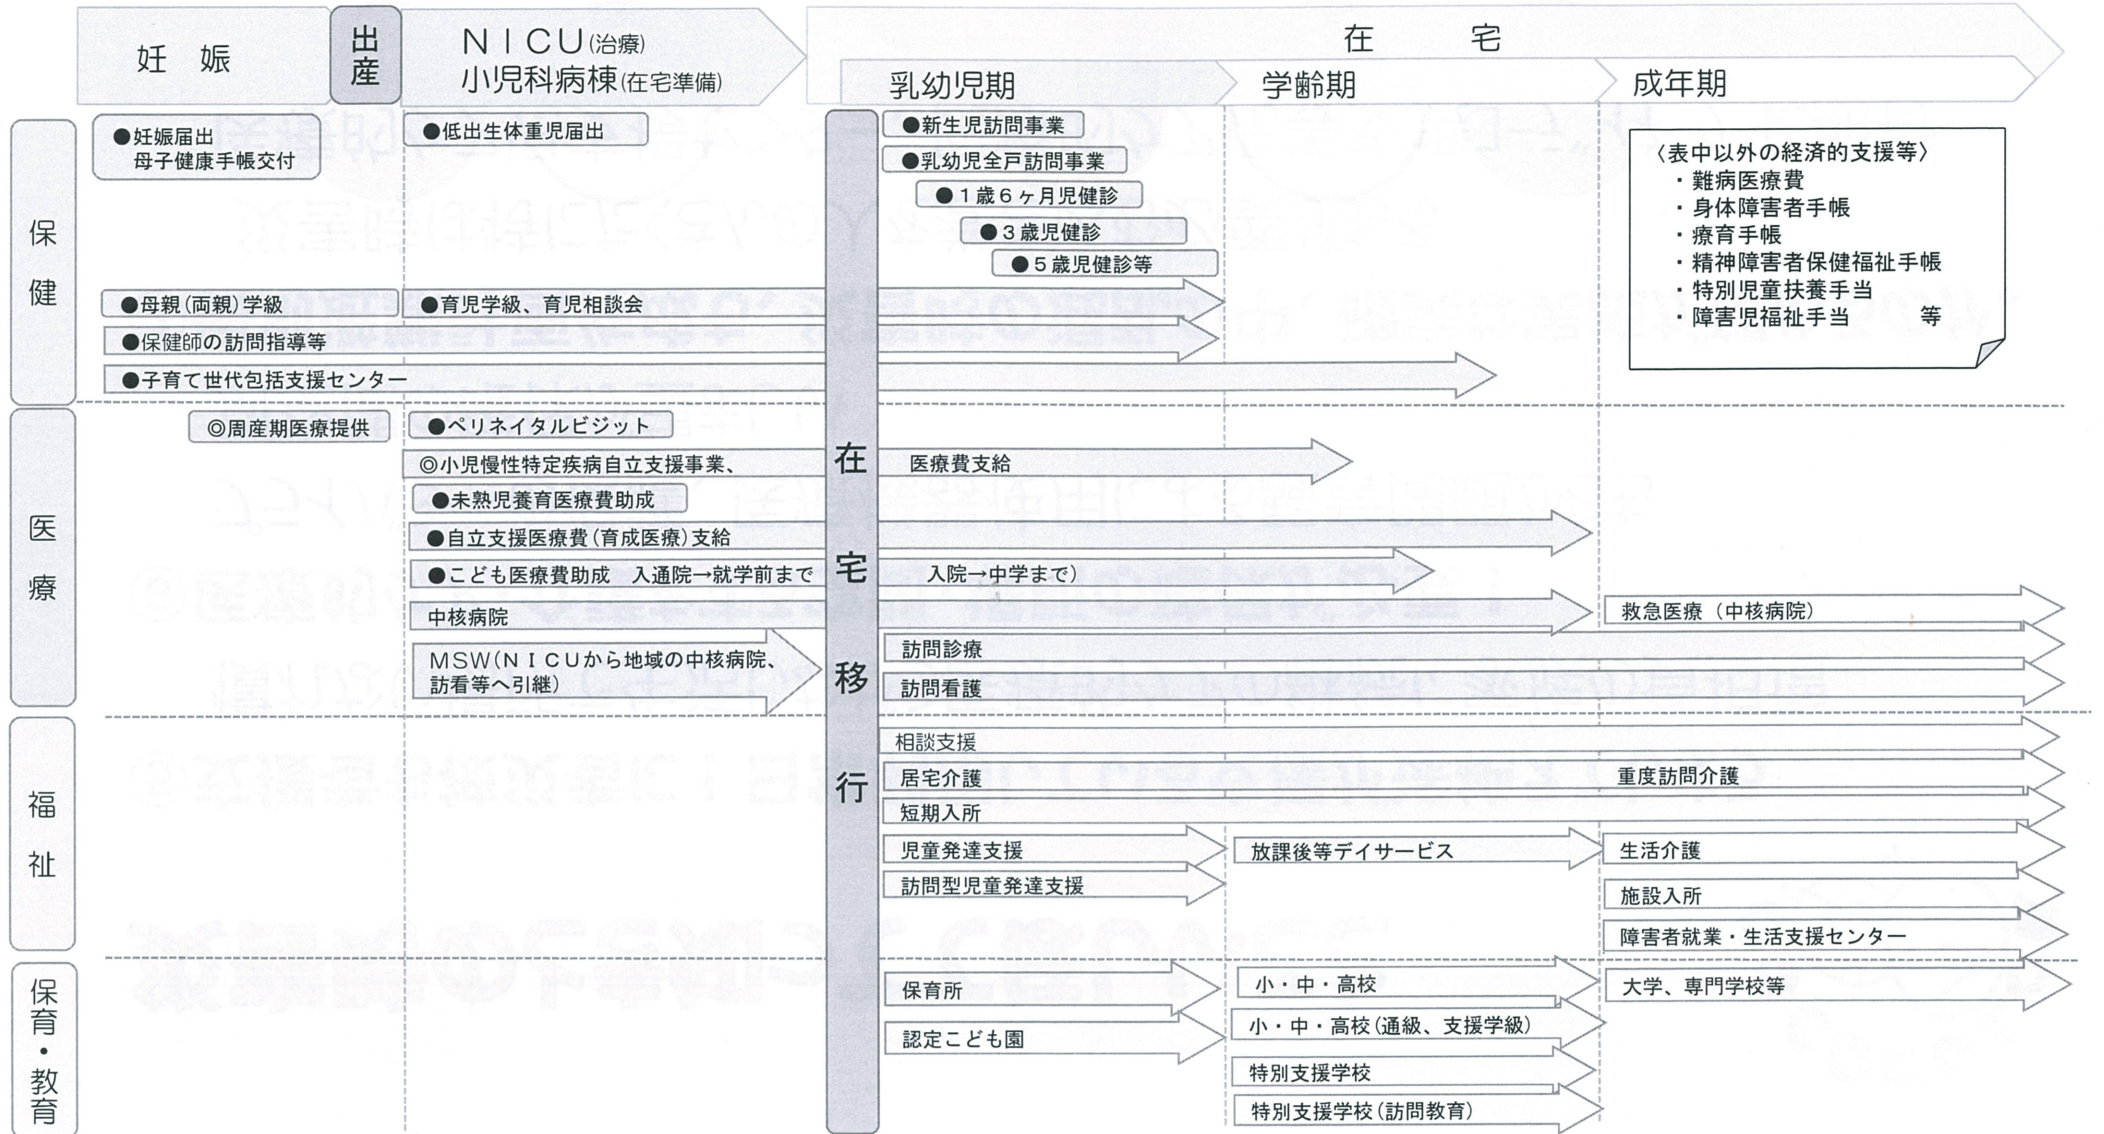 妊 娠
出産
ＮＩＣＵ(治療)
小児科病棟(在宅準備)
在 宅
乳幼児期
学齢期
成年期
保健
●妊娠届出
母子健康手帳交付
●低出生体重児届出
●新生児訪問事業
●乳幼児全戸訪問事業
●１歳６ヶ月児健診
●３歳児健診
●５歳児健診等
●母親(両親)学級
●育児学級、育児相談会
●保健師の訪問指導等
●子育て世代包括支援センター
〈表中以外の経済的支援等〉
・難病医療費
・身体障害者手帳
・療育手帳
・精神障害者保健福祉手帳
・特別児童扶養手当
・障害児福祉手当 等
在宅移行
医療
◎周産期医療提供
●ペリネイタルビジット
◎小児慢性特定疾病自立支援事業、 医療費支給
●未熟児養育医療費助成
●自立支援医療費(育成医療)支給
●こども医療費助成 入通院→就学前まで 入院→中学まで)
中核病院
救急医療（中核病院）
MSW(ＮＩＣＵから地域の中核病院、
訪看等へ引継)
訪問診療
訪問看護
福祉
相談支援
居宅介護
重度訪問介護
短期入所
児童発達支援
放課後等デイサービス
生活介護
訪問型児童発達支援
施設入所
障害者就業・生活支援センター
保育・教育
保育所
小・中・高校
大学、専門学校等
認定こども園
小・中・高校(通級、支援学級)
特別支援学校
特別支援学校(訪問教育)